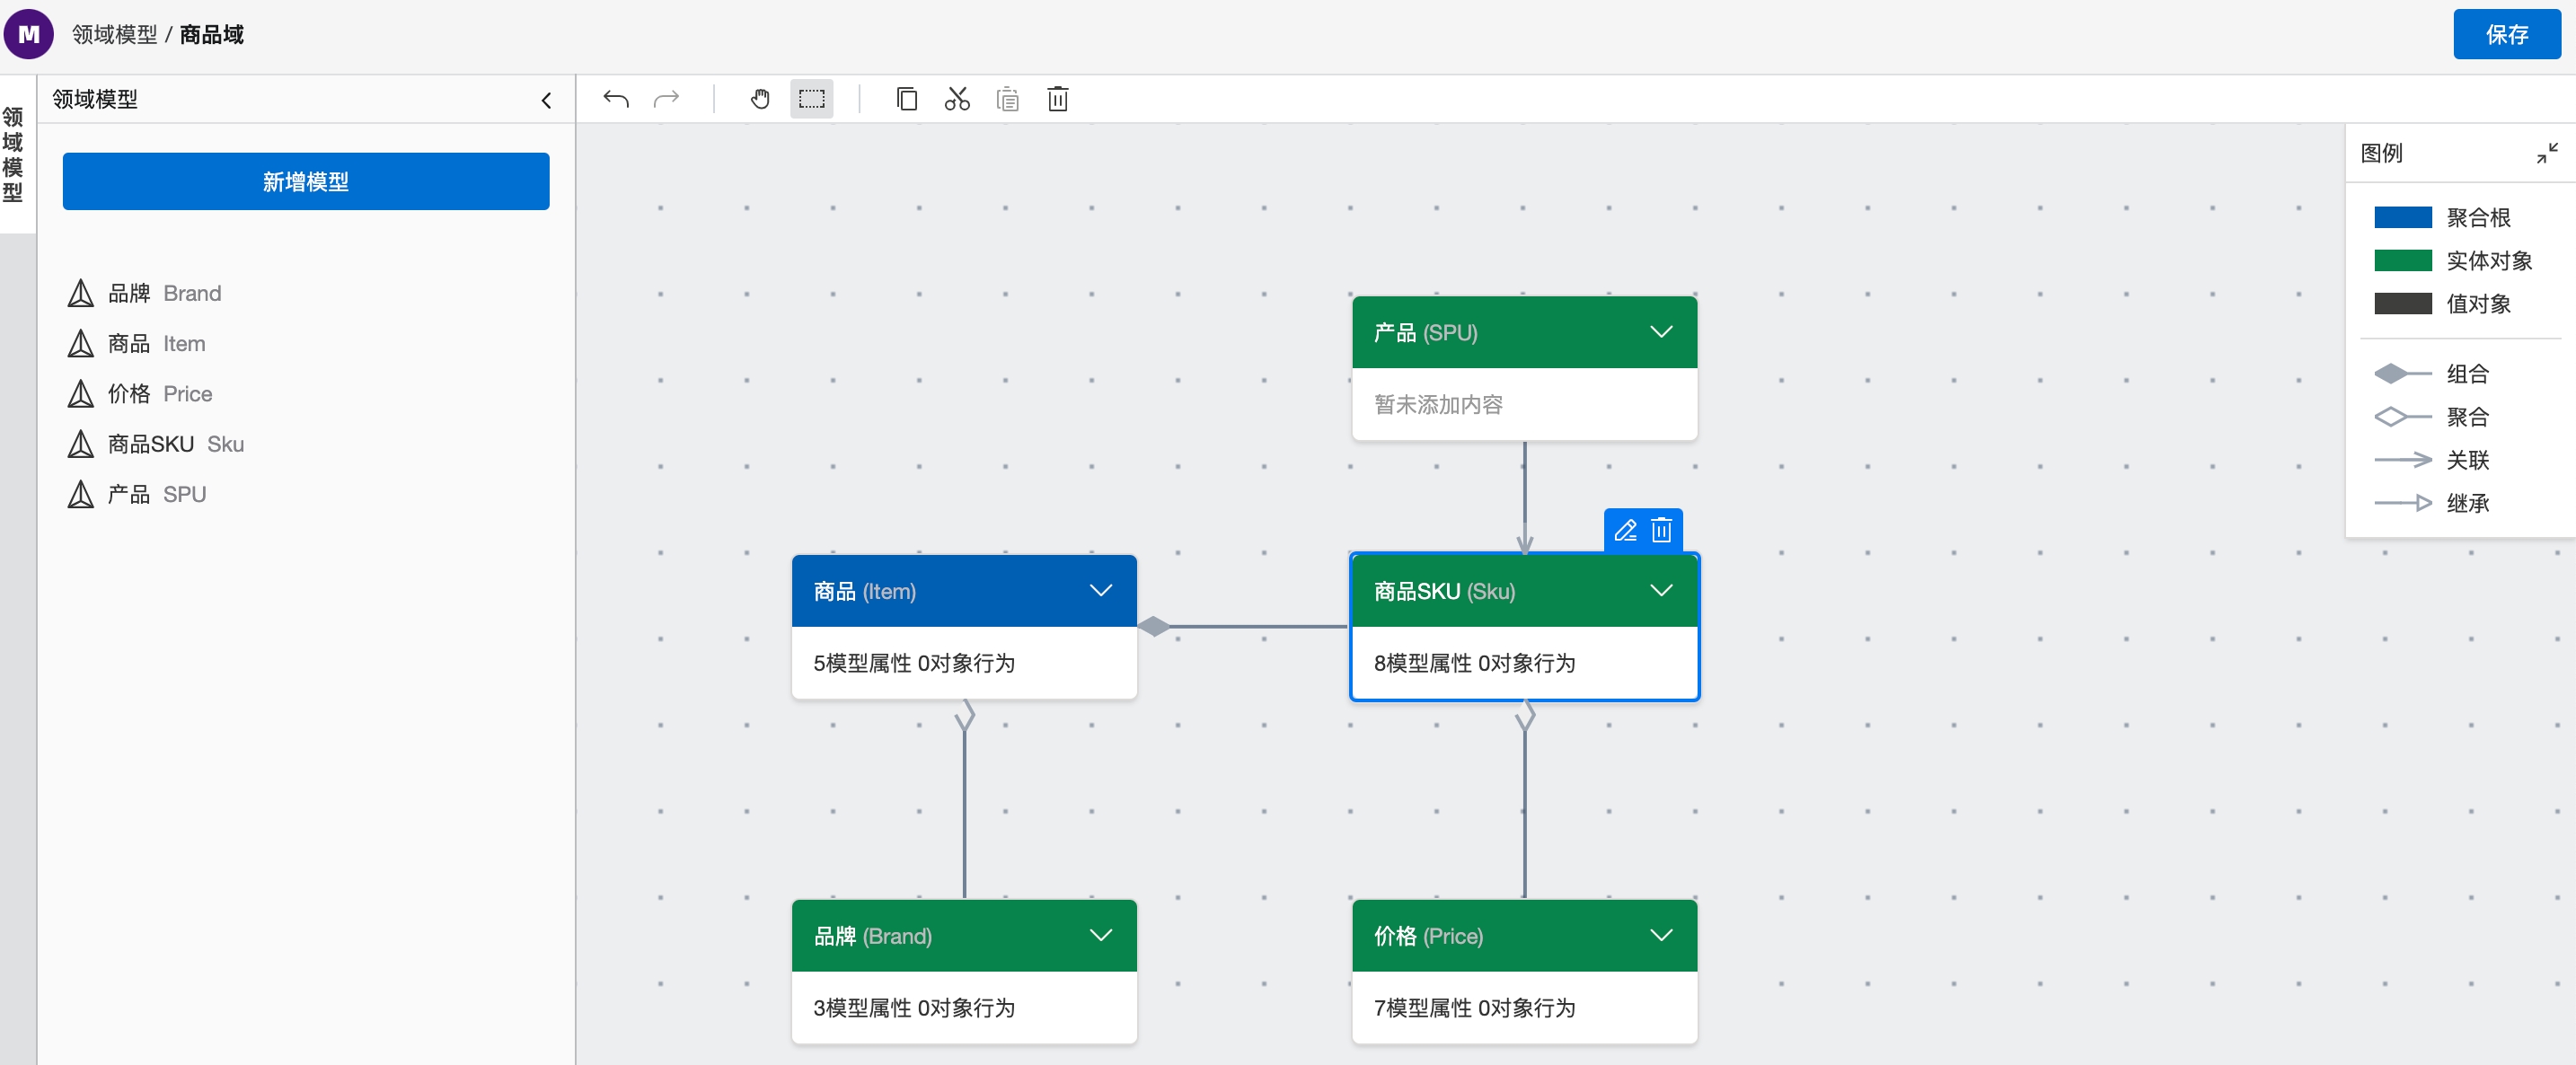 M
领域模型 / 商品域
保存
领域模型
领域模型
新增模型
品牌 Brand
商品 Item
价格 Price
商品SKU Sku
产品 SPU
图例
聚合根
实体对象
值对象
组合
聚合
关联
继承
产品 (SPU)
暂未添加内容
商品 (Item)
5模型属性 0对象行为
商品SKU (Sku)
8模型属性 0对象行为
品牌 (Brand)
3模型属性 0对象行为
价格 (Price)
7模型属性 0对象行为